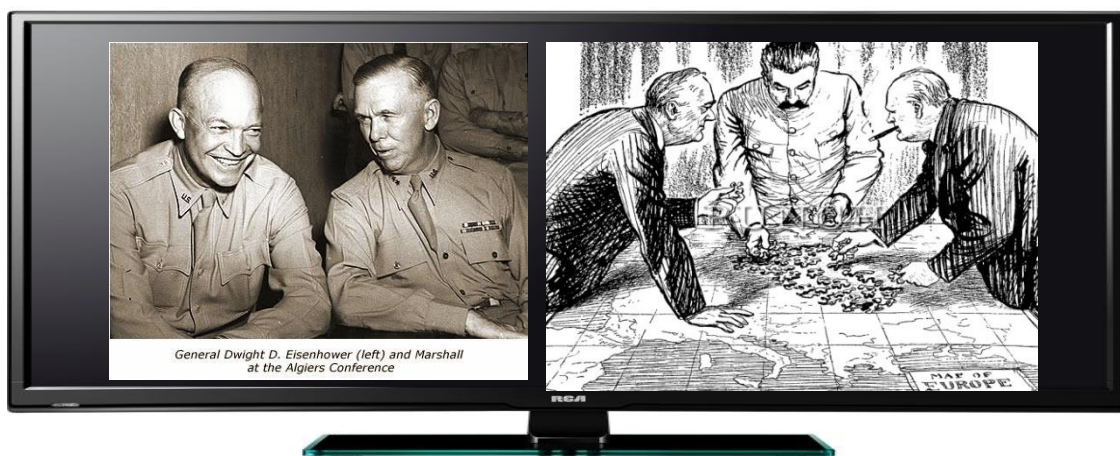 General Dwight D. Eisenhower (left) and Marshall
at the Algiers Conference
MAP OF
EUROPE
RCA